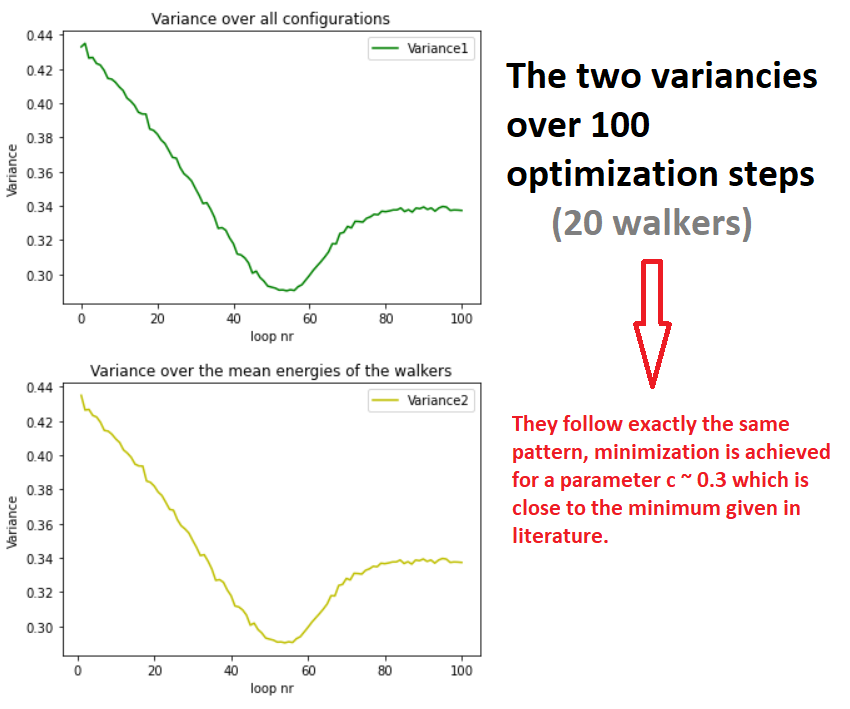 Variance over all configurations
0.44
0.42
0.40
0.38
0.36
0.34
0.32
0.30
Variance
Variance1
0 20 40 60 80 100
loop nr
Variance over the mean energies of the walkers
0.44
0.42
0.40
0.38
0.36
0.34
0.32
0.30
Variance
Variance2
0 20 40 60 80 100
loop nr
The two variancies
over 100
optimization steps
(20 walkers)
They follow exactly the same
pattern, minimization is achieved
for a parameter c ~ 0.3 which is
close to the minimum given in
literature.